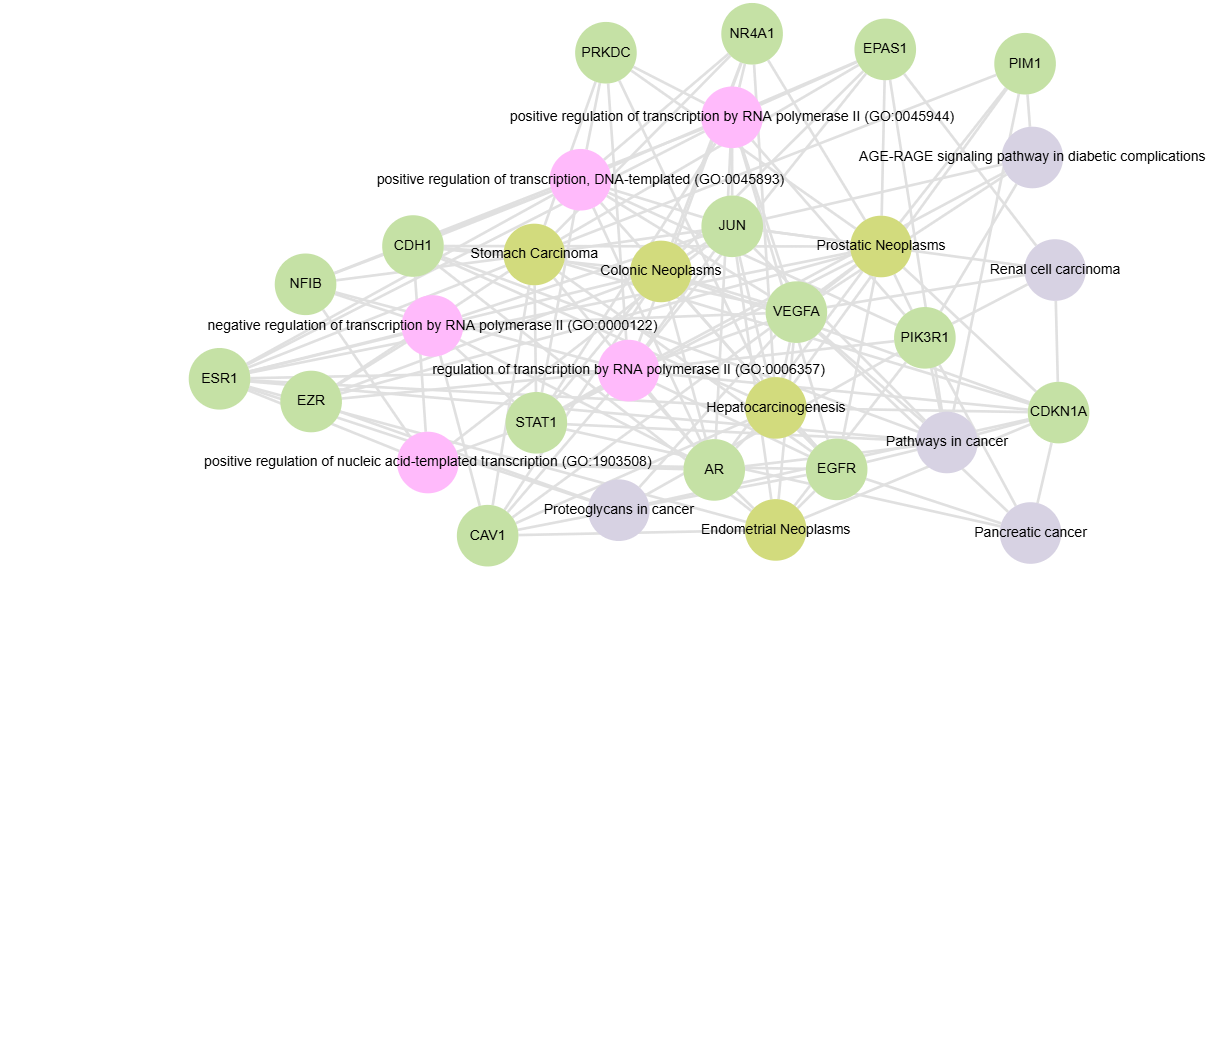 NR4A1
EPAS1
PRKDC
PIM1
positive regulation of transcription by RNA polymerase II (GO:0045944)
AGE-RAGE signaling pathway in diabetic complications
positive regulation of transcription, DNA-templated (GO:0045893)
JUN
CDH1
Prostatic Neoplasms
Stomach Carcinoma
Colonic Neoplasms
Renal cell carcinoma
NFIB
VEGFA
negative regulation of transcription by RNA polymerase II (GO:0000122)
PIK3R1
regulation of transcription by RNA polymerase II (GO:0006357)
ESR1
EZR
Hepatocarcinogenesis
CDKN1A
STAT1
Pathways in cancer
positive regulation of nucleic acid-templated transcription (GO:1903508)
AR
EGFR
Proteoglycans in cancer
Endometrial Neoplasms
Pancreatic cancer
CAV1